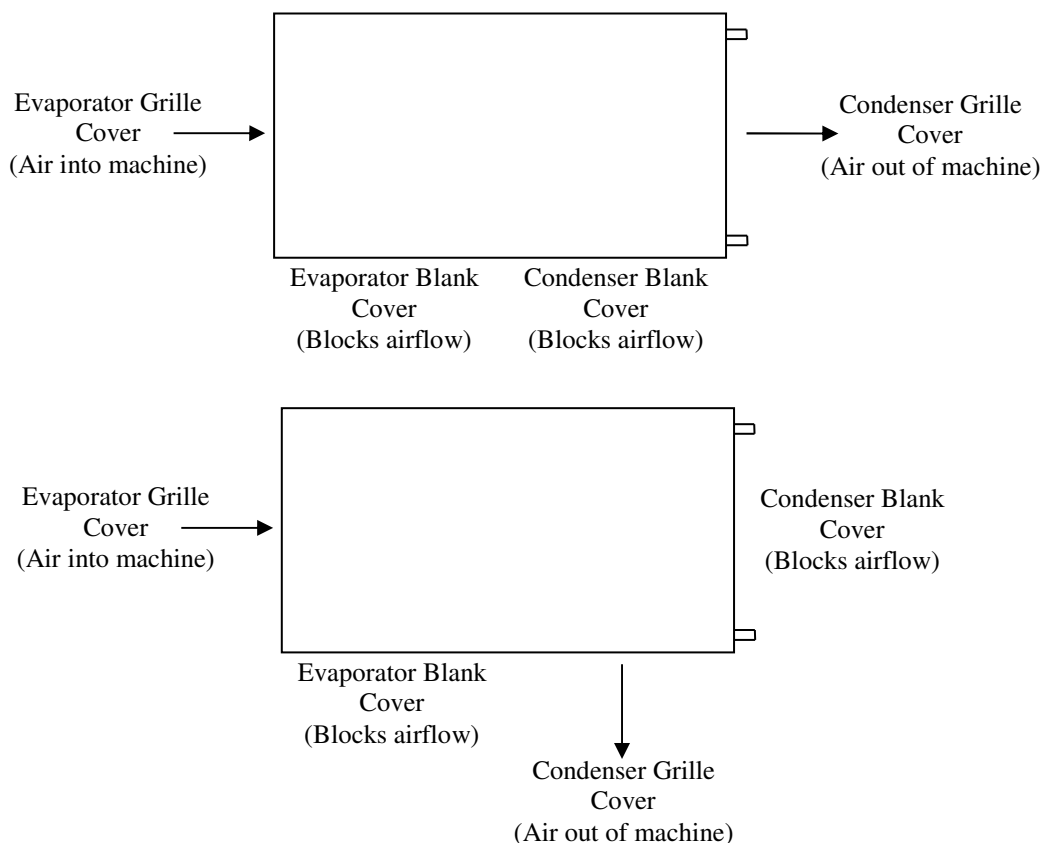 Evaporator Grille
Cover
(Air into machine)
Condenser Grille
Cover
(Air out of machine)
Evaporator Blank
Cover
(Blocks airflow)
Condenser Blank
Cover
(Blocks airflow)
Evaporator Grille
Cover
(Air into machine)
Condenser Blank
Cover
(Blocks airflow)
Evaporator Blank
Cover
(Blocks airflow)
Condenser Grille
Cover
(Air out of machine)